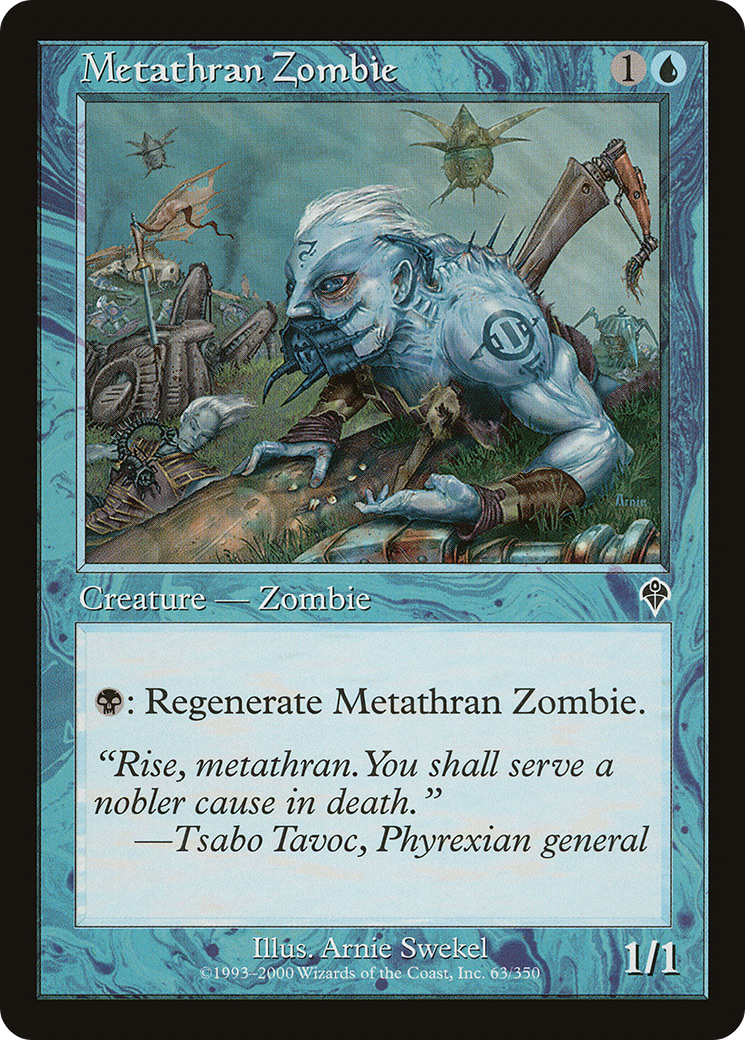 Metathran Zombie 1
Arnie
Creature — Zombie
: Regenerate Metathran Zombie.
“Rise, metathran. You shall serve a
nobler cause in death.”
—Tsabo Tavoc, Phyrexian general
Illus. Arnie Swekel
1/1
©1993–2000 Wizards of the Coast, Inc. 63/350